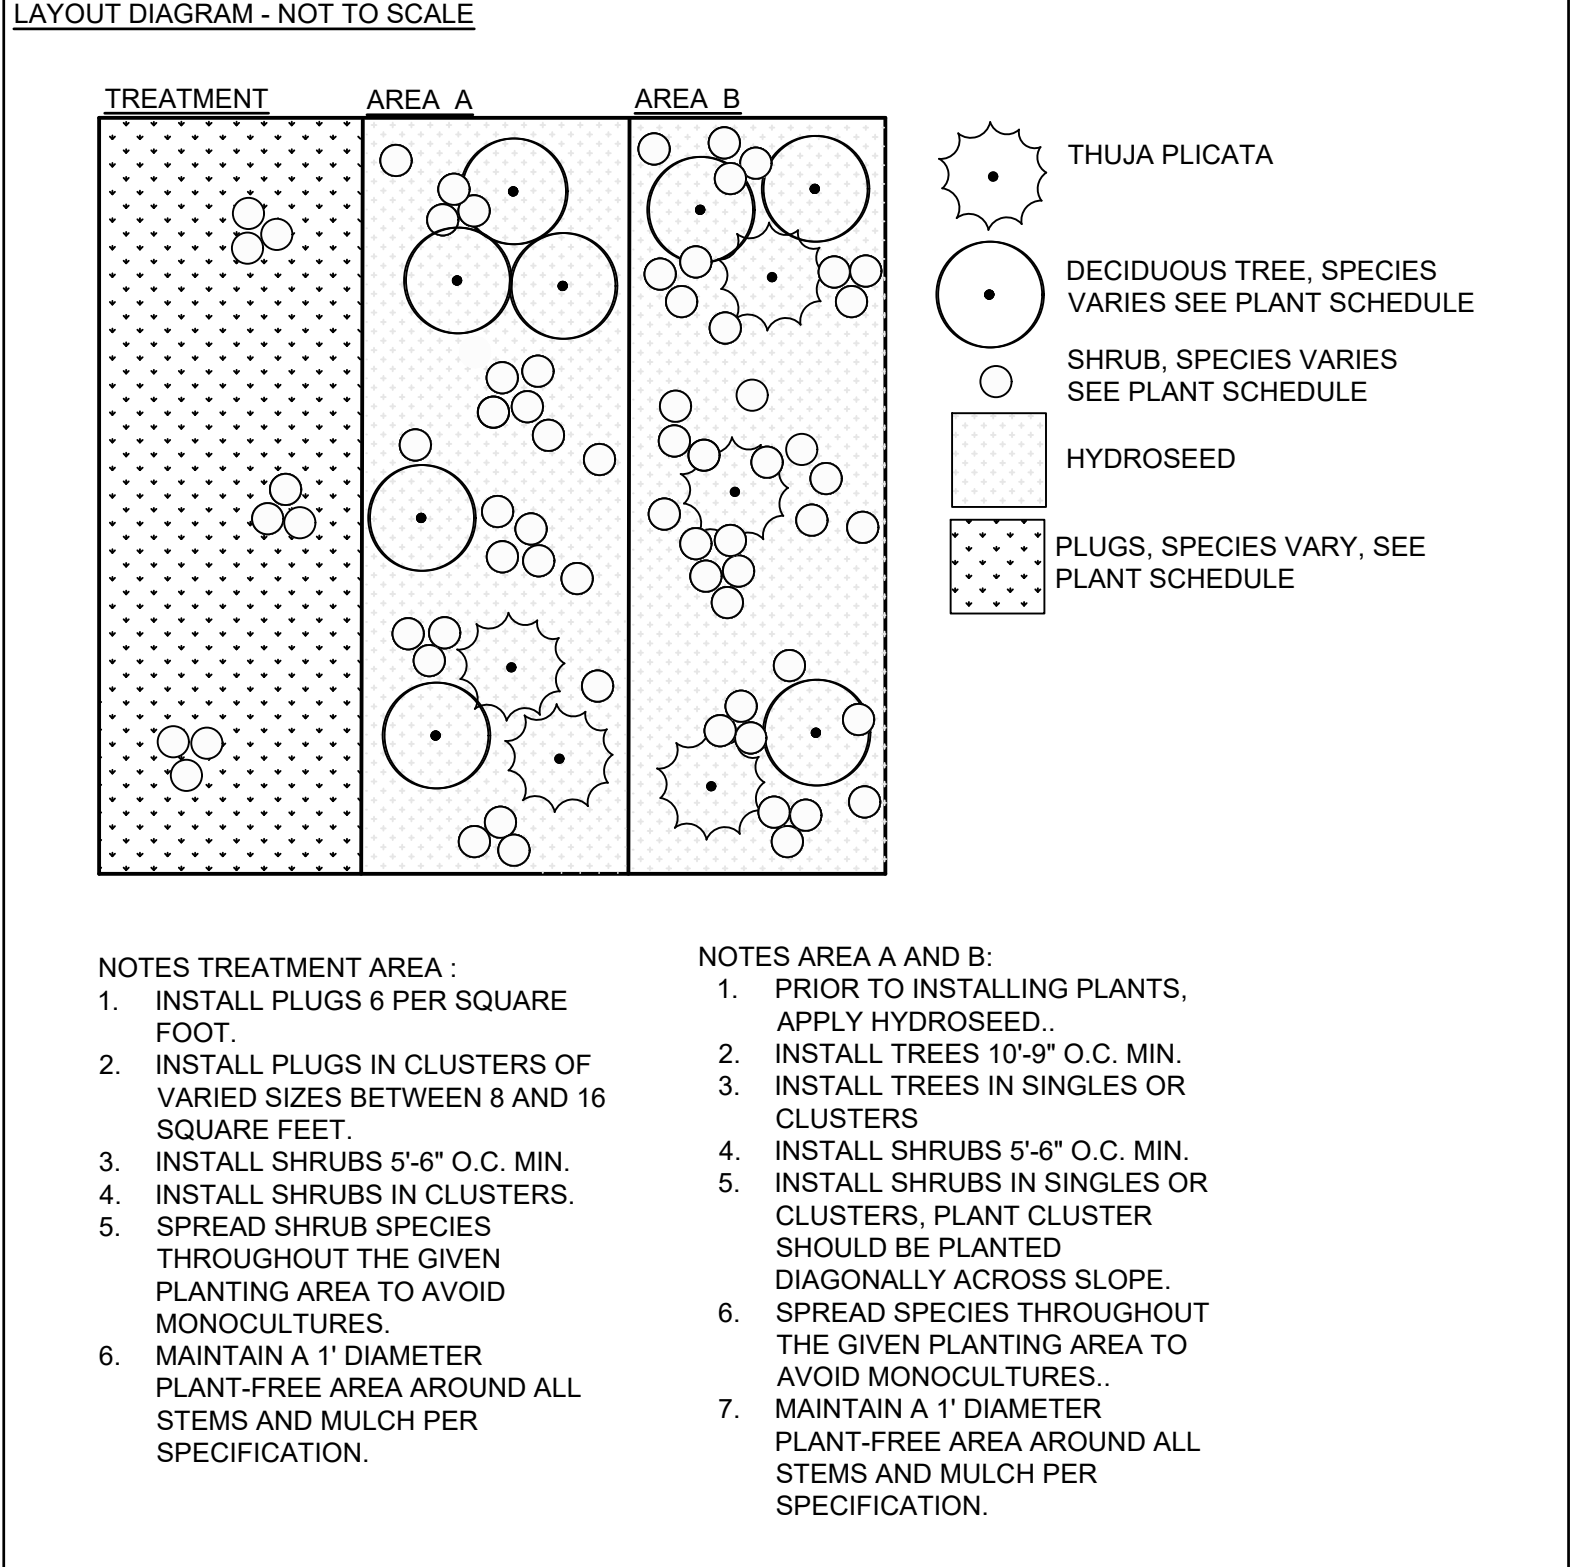 LAYOUT DIAGRAM - NOT TO SCALE
TREATMENT
AREA A
AREA B
THUJA PLICATA
DECIDUOUS TREE, SPECIES
VARIES SEE PLANT SCHEDULE
SHRUB, SPECIES VARIES
SEE PLANT SCHEDULE
HYDROSEED
PLUGS, SPECIES VARY, SEE
PLANT SCHEDULE
NOTES TREATMENT AREA :
1. INSTALL PLUGS 6 PER SQUARE
FOOT.
2. INSTALL PLUGS IN CLUSTERS OF
VARIED SIZES BETWEEN 8 AND 16
SQUARE FEET.
3. INSTALL SHRUBS 5'-6" O.C. MIN.
4. INSTALL SHRUBS IN CLUSTERS.
5. SPREAD SHRUB SPECIES
THROUGHOUT THE GIVEN
PLANTING AREA TO AVOID
MONOCULTURES.
6. MAINTAIN A 1' DIAMETER
PLANT-FREE AREA AROUND ALL
STEMS AND MULCH PER
SPECIFICATION.
NOTES AREA A AND B:
1. PRIOR TO INSTALLING PLANTS,
APPLY HYDROSEED..
2. INSTALL TREES 10'-9" O.C. MIN.
3. INSTALL TREES IN SINGLES OR
CLUSTERS
4. INSTALL SHRUBS 5'-6" O.C. MIN.
5. INSTALL SHRUBS IN SINGLES OR
CLUSTERS, PLANT CLUSTER
SHOULD BE PLANTED
DIAGONALLY ACROSS SLOPE.
6. SPREAD SPECIES THROUGHOUT
THE GIVEN PLANTING AREA TO
AVOID MONOCULTURES..
7. MAINTAIN A 1' DIAMETER
PLANT-FREE AREA AROUND ALL
STEMS AND MULCH PER
SPECIFICATION.